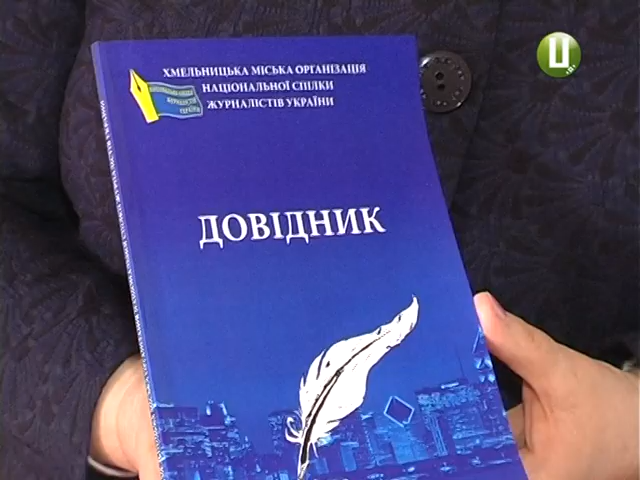 Ц
ХМЕЛЬНИЦЬКА МІСЬКА ОРГАНІЗАЦІЯ
НАЦІОНАЛЬНОЇ СПІЛКИ
ЖУРНАЛІСТІВ УКРАЇНИ
ДОВІДНИК